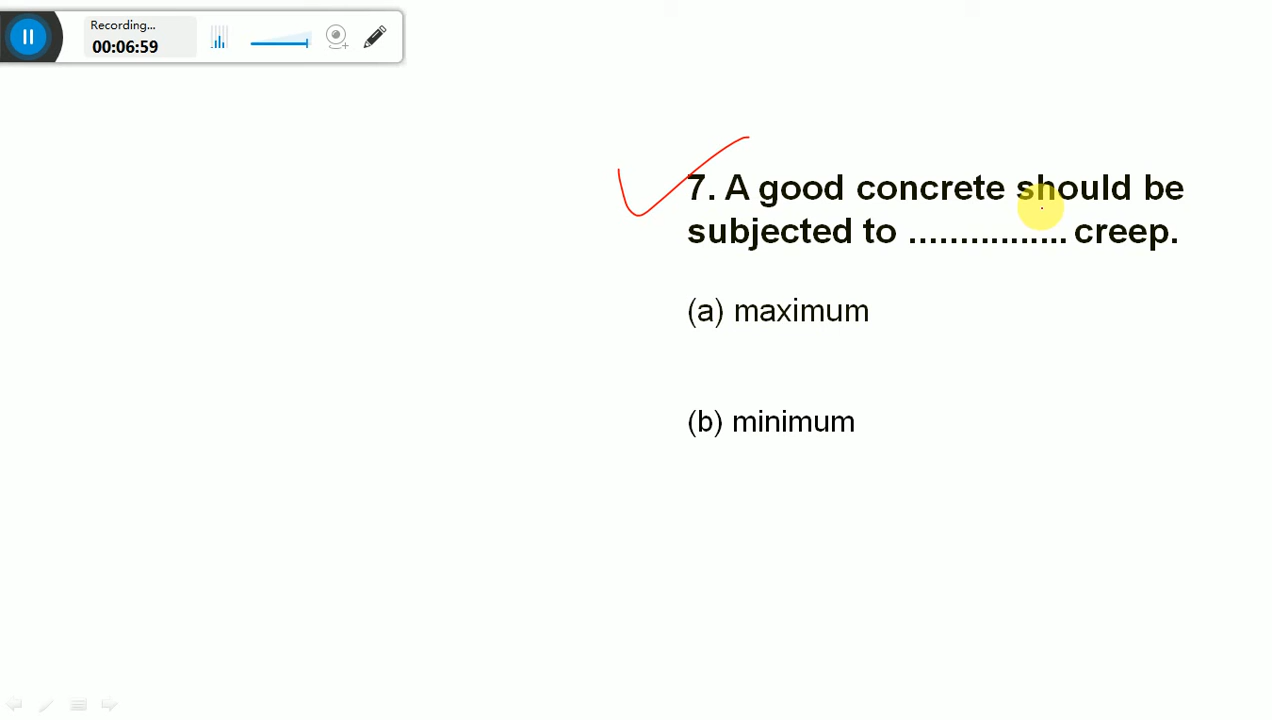 Recording...
00:06:59
7. A good concrete should be
subjected to ................ creep.
(a) maximum
(b) minimum